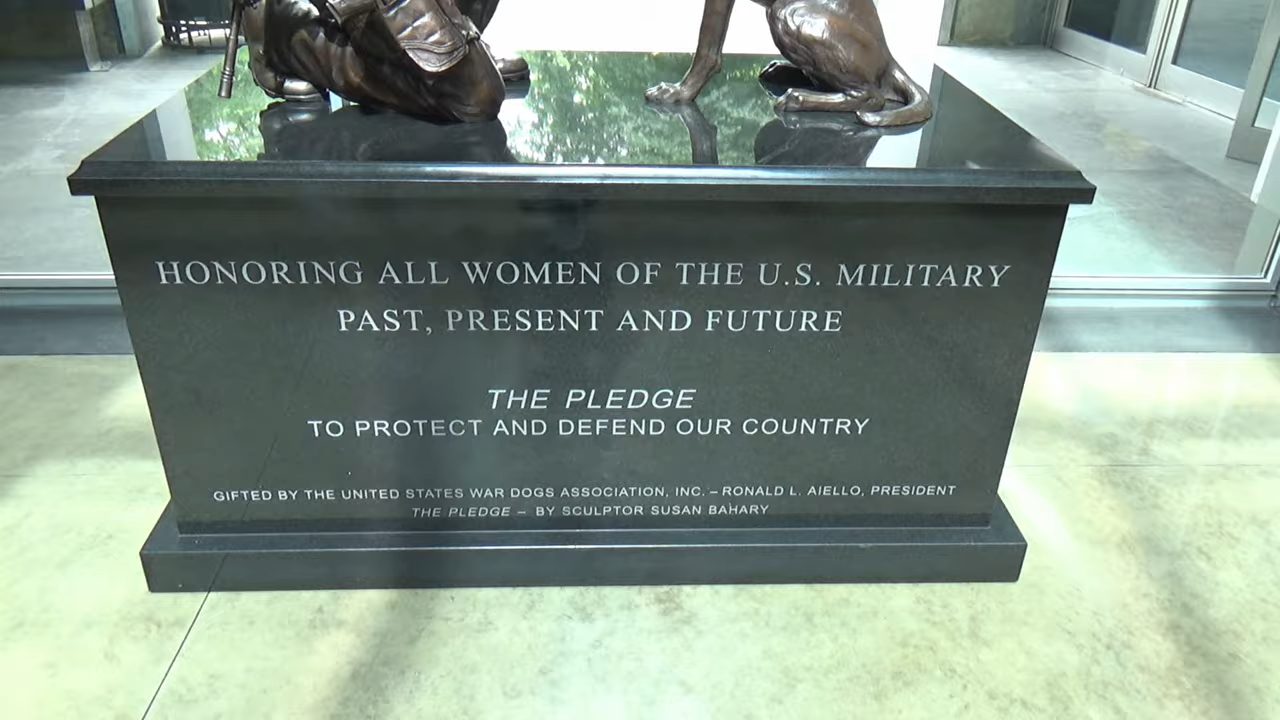 HONORING ALL WOMEN OF THE U.S. MILITARY
PAST, PRESENT AND FUTURE
THE PLEDGE
TO PROTECT AND DEFEND OUR COUNTRY
GIFTED BY THE UNITED STATES WAR DOGS ASSOCIATION, INC. – RONALD L. AIELLO, PRESIDENT
THE PLEDGE – BY SCULPTOR SUSAN BAHARY